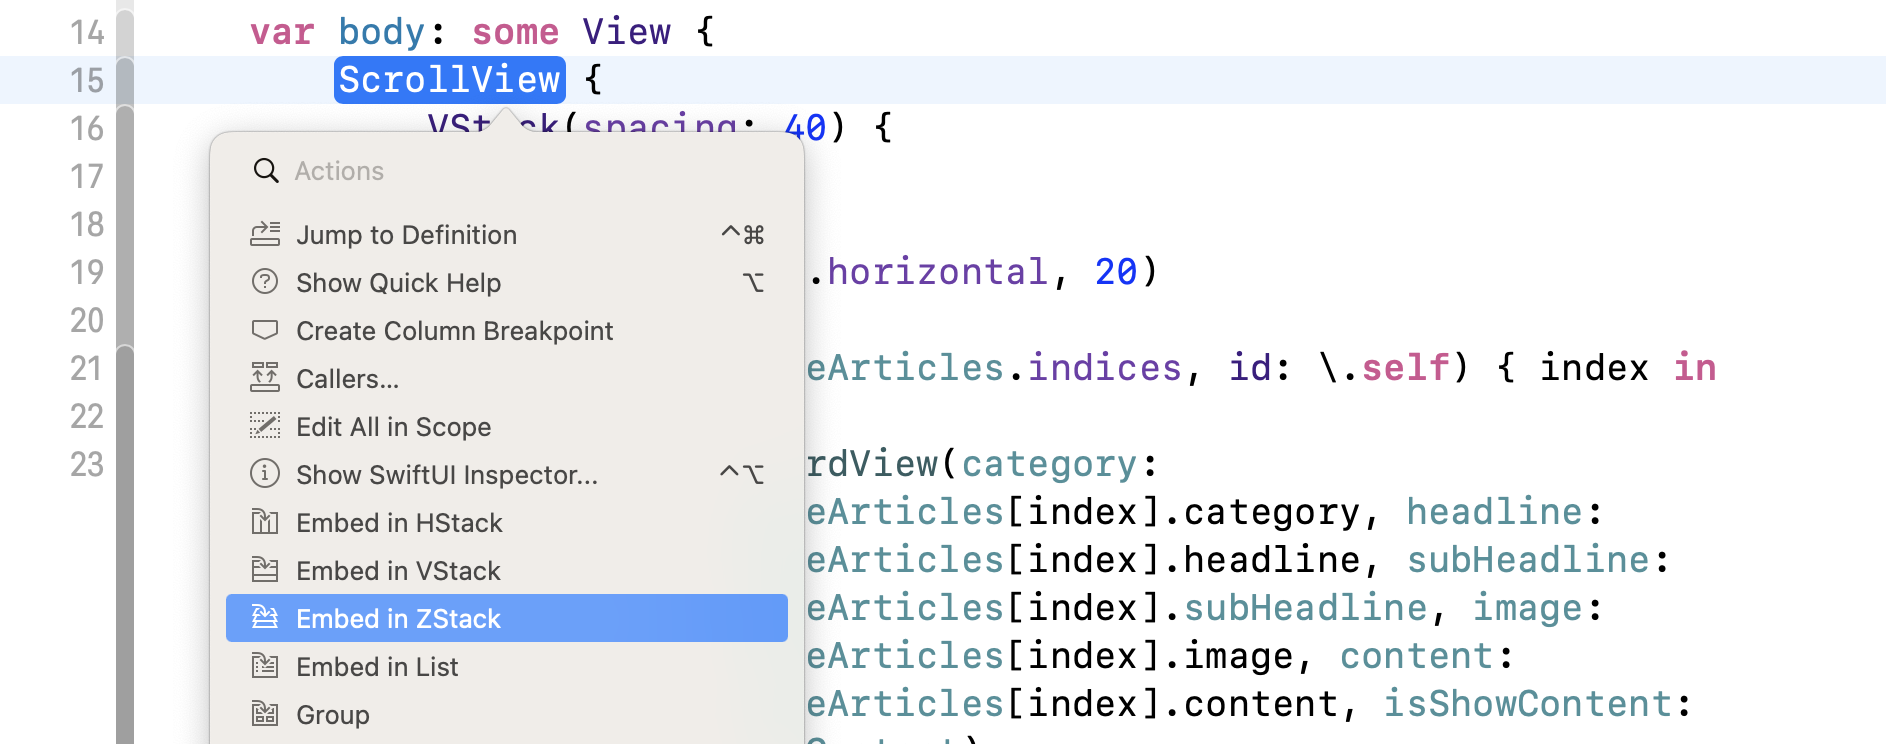 14 var body: some View {
15 ScrollView {
16 VStack(spacing: 40) {
Actions
17
Jump to Definition ^⌘
18
Show Quick Help ⌥
19 .horizontal, 20)
Create Column Breakpoint
20
Callers...
21 eArticles.indices, id: \.self) { index in
Edit All in Scope
22
Show SwiftUI Inspector... ^⌥
23 rdView(category:
Embed in HStack
eArticles[index].category, headline:
Embed in VStack
eArticles[index].headline, subHeadline:
Embed in ZStack
eArticles[index].subHeadline, image:
Embed in List
eArticles[index].image, content:
Group
eArticles[index].content, isShowContent: